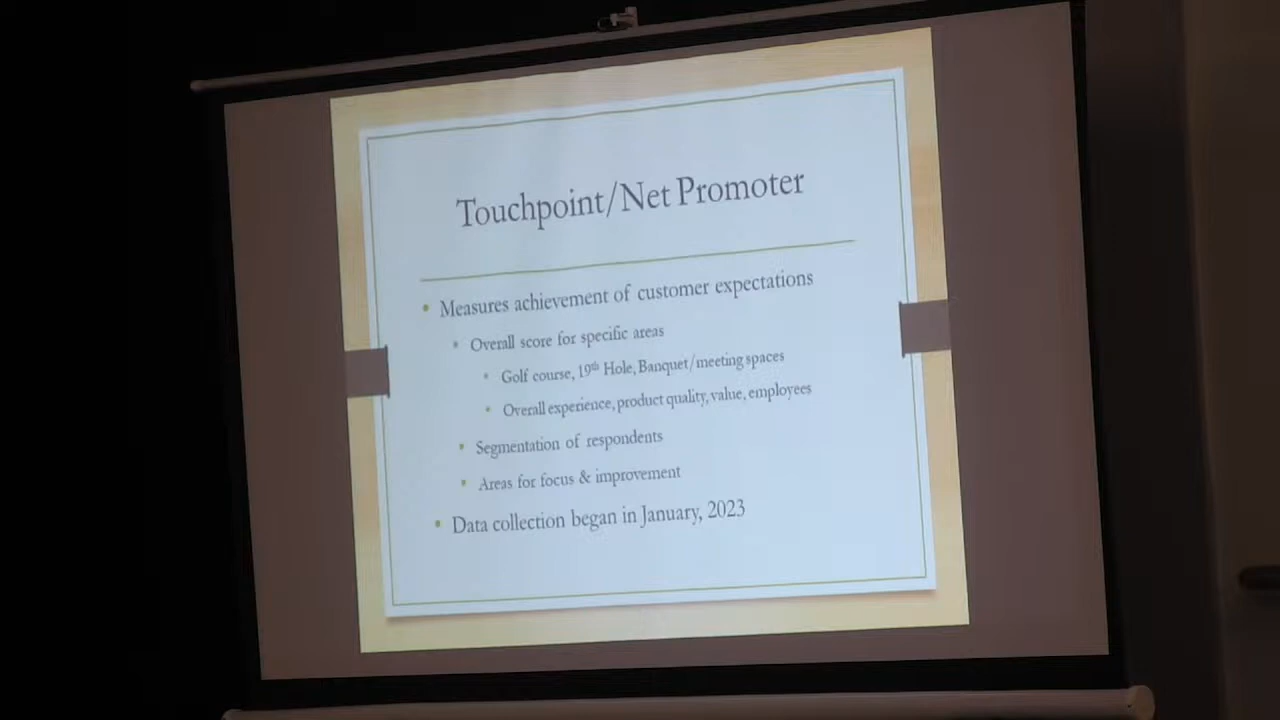 Touchpoint/Net Promoter
• Measures achievement of customer expectations
• Overall score for specific areas
• Golf course, 19th Hole, Banquet/meeting spaces
• Overall experience, product quality, value, employees
• Segmentation of respondents
• Areas for focus & improvement
• Data collection began in January, 2023